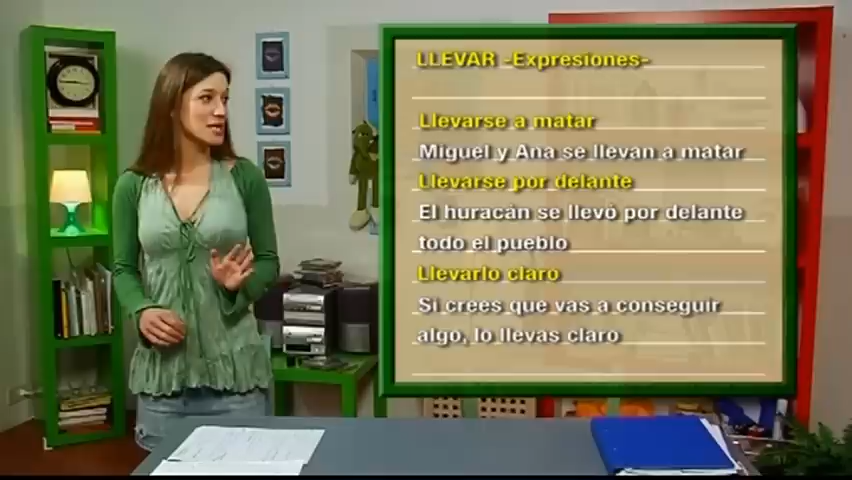 LLEVAR -Expresiones-
Llevarse a matar
Miguel y Ana se llevan a matar
Llevarse por delante
El huracán se llevó por delante
todo el pueblo
Llevarlo claro
Si crees que vas a conseguir
algo, lo llevas claro